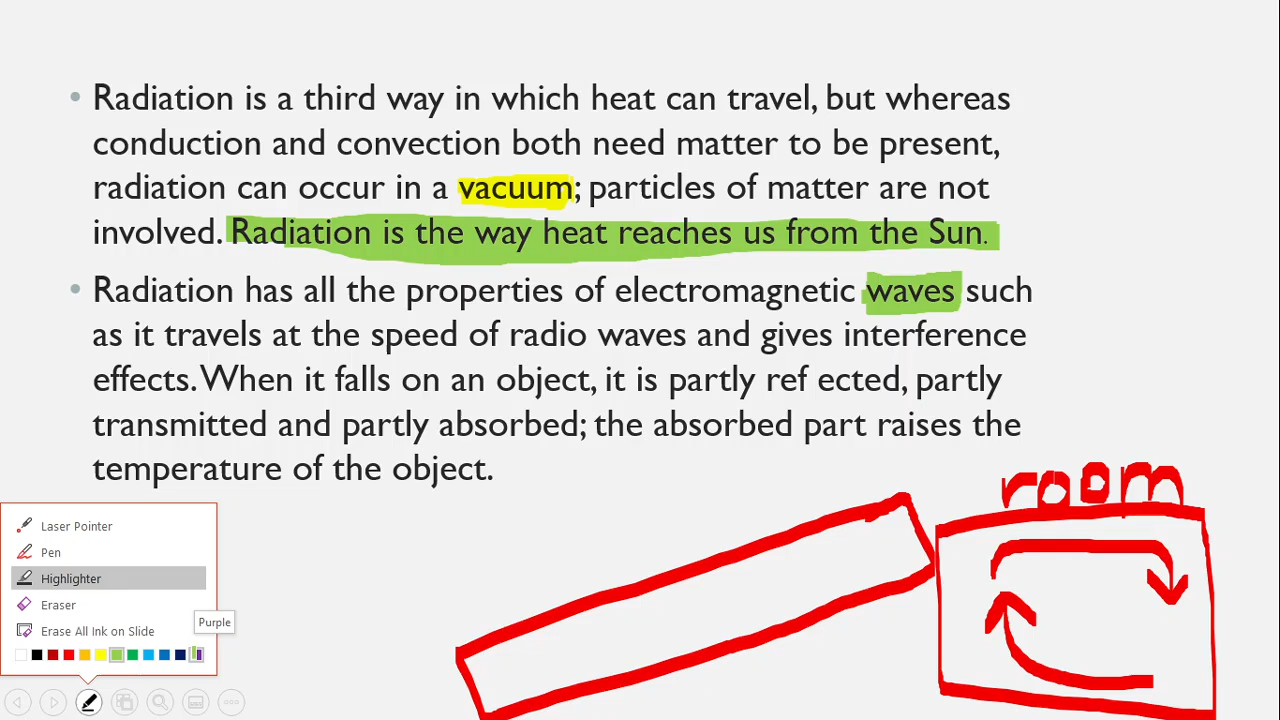 • Radiation is a third way in which heat can travel, but whereas
conduction and convection both need matter to be present,
radiation can occur in a vacuum; particles of matter are not
involved. Radiation is the way heat reaches us from the Sun.
• Radiation has all the properties of electromagnetic waves such
as it travels at the speed of radio waves and gives interference
effects. When it falls on an object, it is partly ref ected, partly
transmitted and partly absorbed; the absorbed part raises the
temperature of the object.
room
Laser Pointer
Pen
Highlighter
Eraser
Purple
Erase All Ink on Slide